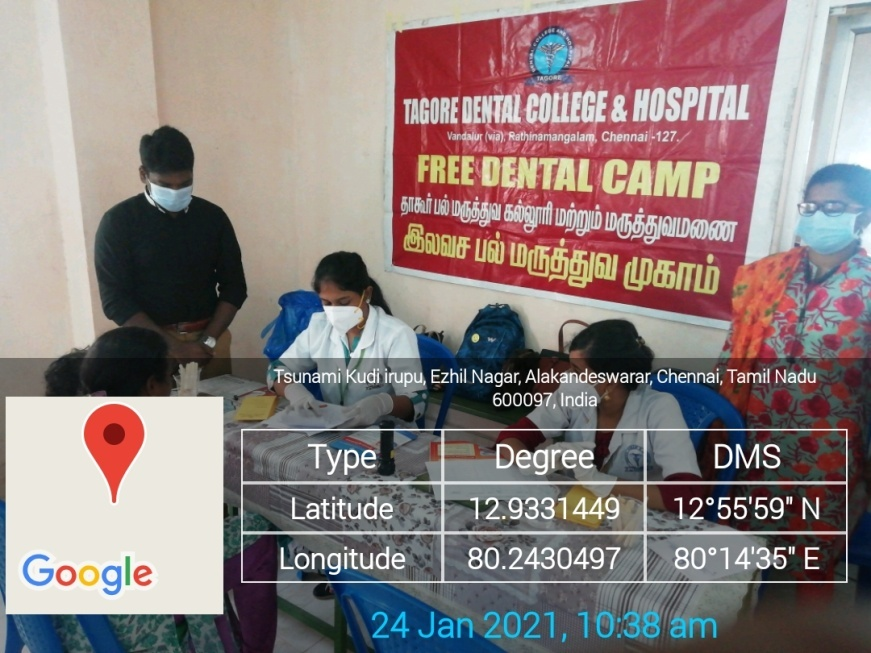 TAGORE
TAGORE DENTAL COLLEGE & HOSPITAL
Vandalur (via), Rathinamangalam, Chennai -127.
FREE DENTAL CAMP
தாகூர் பல் மருத்துவ கல்லூரி மற்றும் மருத்துவமணை
இலவச பல் மருத்துவ முகாம்
Tsunami Kudi irupu, Ezhil Nagar, Alakandeswarar, Chennai, Tamil Nadu
600097, India
Type Degree DMS
Latitude 12.9331449 12°55'59" N
Longitude 80.2430497 80°14'35" E
Google
24 Jan 2021, 10:38 am